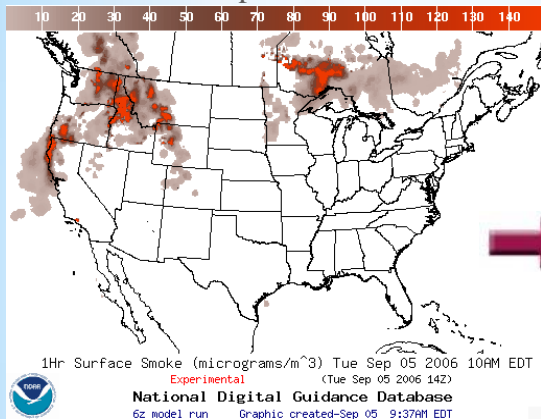 10 20 30 40 50 60 70 80 90 100 110 120 130 140
1Hr Surface Smoke (micrograms/m^3) Tue Sep 05 2006 10AM EDT
Experimental (Tue Sep 05 2006 14Z)
National Digital Guidance Database
6z model run Graphic created-Sep 05 9:37AM EDT
NOAA